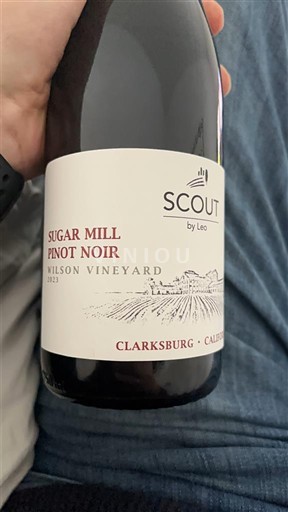 SCOUT
by Leo
SUGAR MILL
PINOT NOIR
WILSON VINEYARD
2023
CLARKSBURG • CALIF